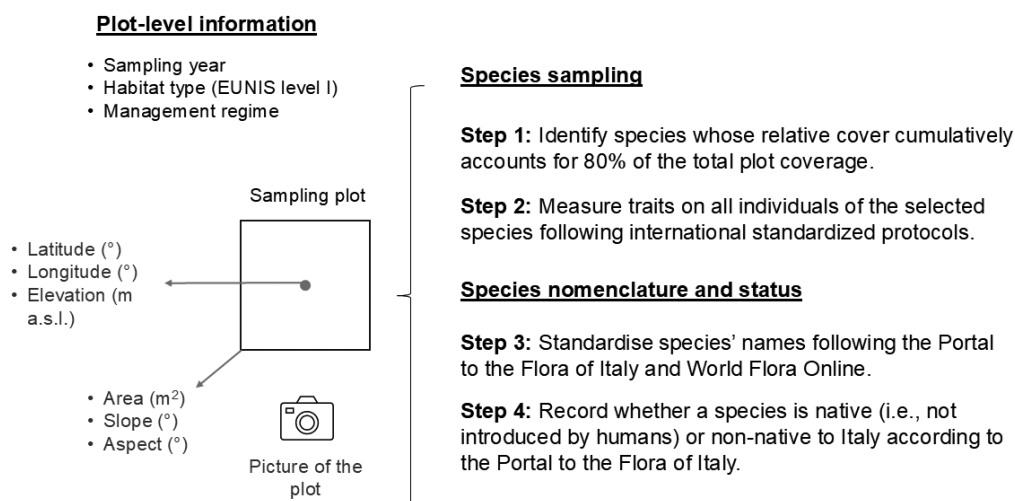 Plot-level information
• Sampling year
• Habitat type (EUNIS level I)
• Management regime
Sampling plot
• Latitude (°)
• Longitude (°)
• Elevation (m
a.s.l.)
• Area (m²)
• Slope (°)
• Aspect (°)
Picture of the
plot
Species sampling
Step 1: Identify species whose relative cover cumulatively
accounts for 80% of the total plot coverage.
Step 2: Measure traits on all individuals of the selected
species following international standardized protocols.
Species nomenclature and status
Step 3: Standardise species’ names following the Portal
to the Flora of Italy and World Flora Online.
Step 4: Record whether a species is native (i.e., not
introduced by humans) or non-native to Italy according to
the Portal to the Flora of Italy.